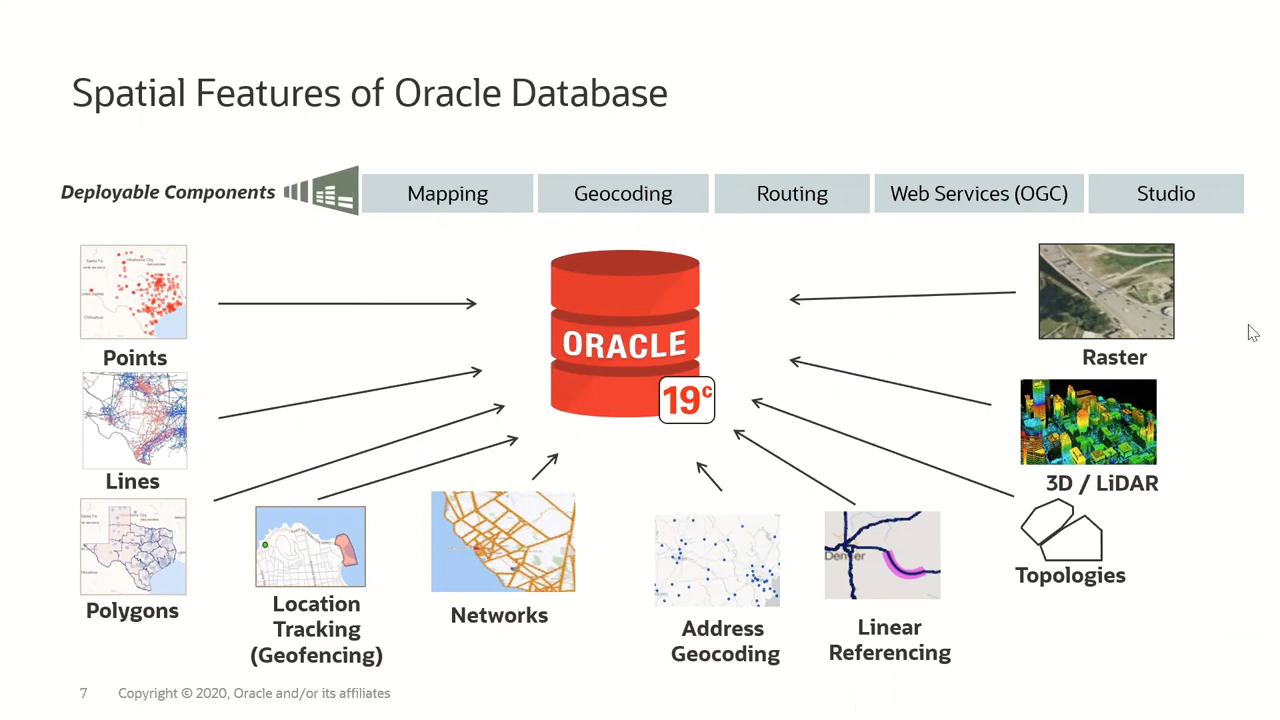 Spatial Features of Oracle Database
Deployable Components
Mapping
Geocoding
Routing
Web Services (OGC)
Studio
ORACLE
19c
Points
Lines
Polygons
Location
Tracking
(Geofencing)
Networks
Address
Geocoding
Denver
Linear
Referencing
Raster
3D / LiDAR
Topologies
7
Copyright © 2020, Oracle and/or its affiliates